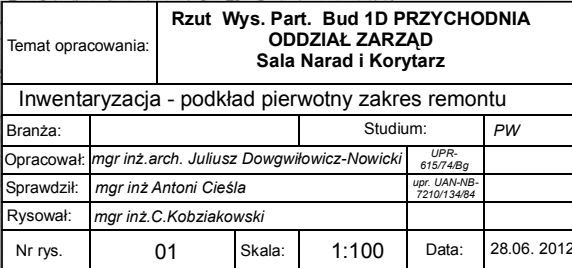 Temat opracowania:
Rzut Wys. Part. Bud 1D PRZYCHODNIA
ODDZIAŁ ZARZĄD
Sala Narad i Korytarz
Inwentaryzacja - podkład pierwotny zakres remontu
Branża: Studium: PW
Opracował: mgr inż.arch. Juliusz Dowgwiłowicz-Nowicki UPR-
615/74/Bg
Sprawdził: mgr inż Antoni Cieśla upr. UAN-NB-
7210/134/84
Rysował: mgr inż.C.Kobziakowski
Nr rys. 01 Skala: 1:100 Data: 28.06. 2012